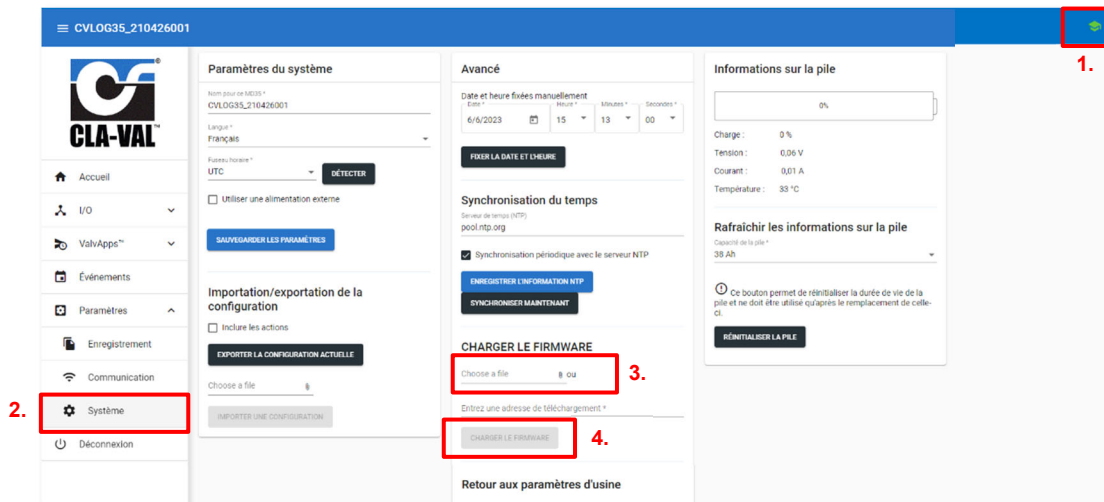 CVLOG35_210426001
1.
CLA-VAL™
®
Accueil
I/O
ValvApps™
Événements
Paramètres
Enregistrement
Communication
2.
Système
Déconnexion
Paramètres du système
Nom pour ce MD35 *
CVLOG35_210426001
Langue *
Français
Fuseau horaire *
UTC
DÉTECTER
Utiliser une alimentation externe
SAUVEGARDER LES PARAMÈTRES
Importation/exportation de la
configuration
Inclure les actions
EXPORTER LA CONFIGURATION ACTUELLE
Choose a file
IMPORTER UNE CONFIGURATION
Avancé
Date et heure fixées manuellement
Date * Heure * Minutes * Secondes *
6/6/2023 15 13 00
FIXER LA DATE ET L'HEURE
Synchronisation du temps
Serveur de temps (NTP)
pool.ntp.org
Synchronisation périodique avec le serveur NTP
ENREGISTRER L'INFORMATION NTP
SYNCHRONISER MAINTENANT
CHARGER LE FIRMWARE
Choose a file ou
3.
Entrez une adresse de téléchargement *
CHARGER LE FIRMWARE
4.
Retour aux paramètres d'usine
Informations sur la pile
0%
Charge : 0 %
Tension : 0,06 V
Courant : 0,01 A
Température : 33 °C
Rafraîchir les informations sur la pile
Capacité de la pile *
38 Ah
Ce bouton permet de réinitialiser la durée de vie de la
pile et ne doit être utilisé qu'après le remplacement de celle-
ci.
RÉINITIALISER LA PILE